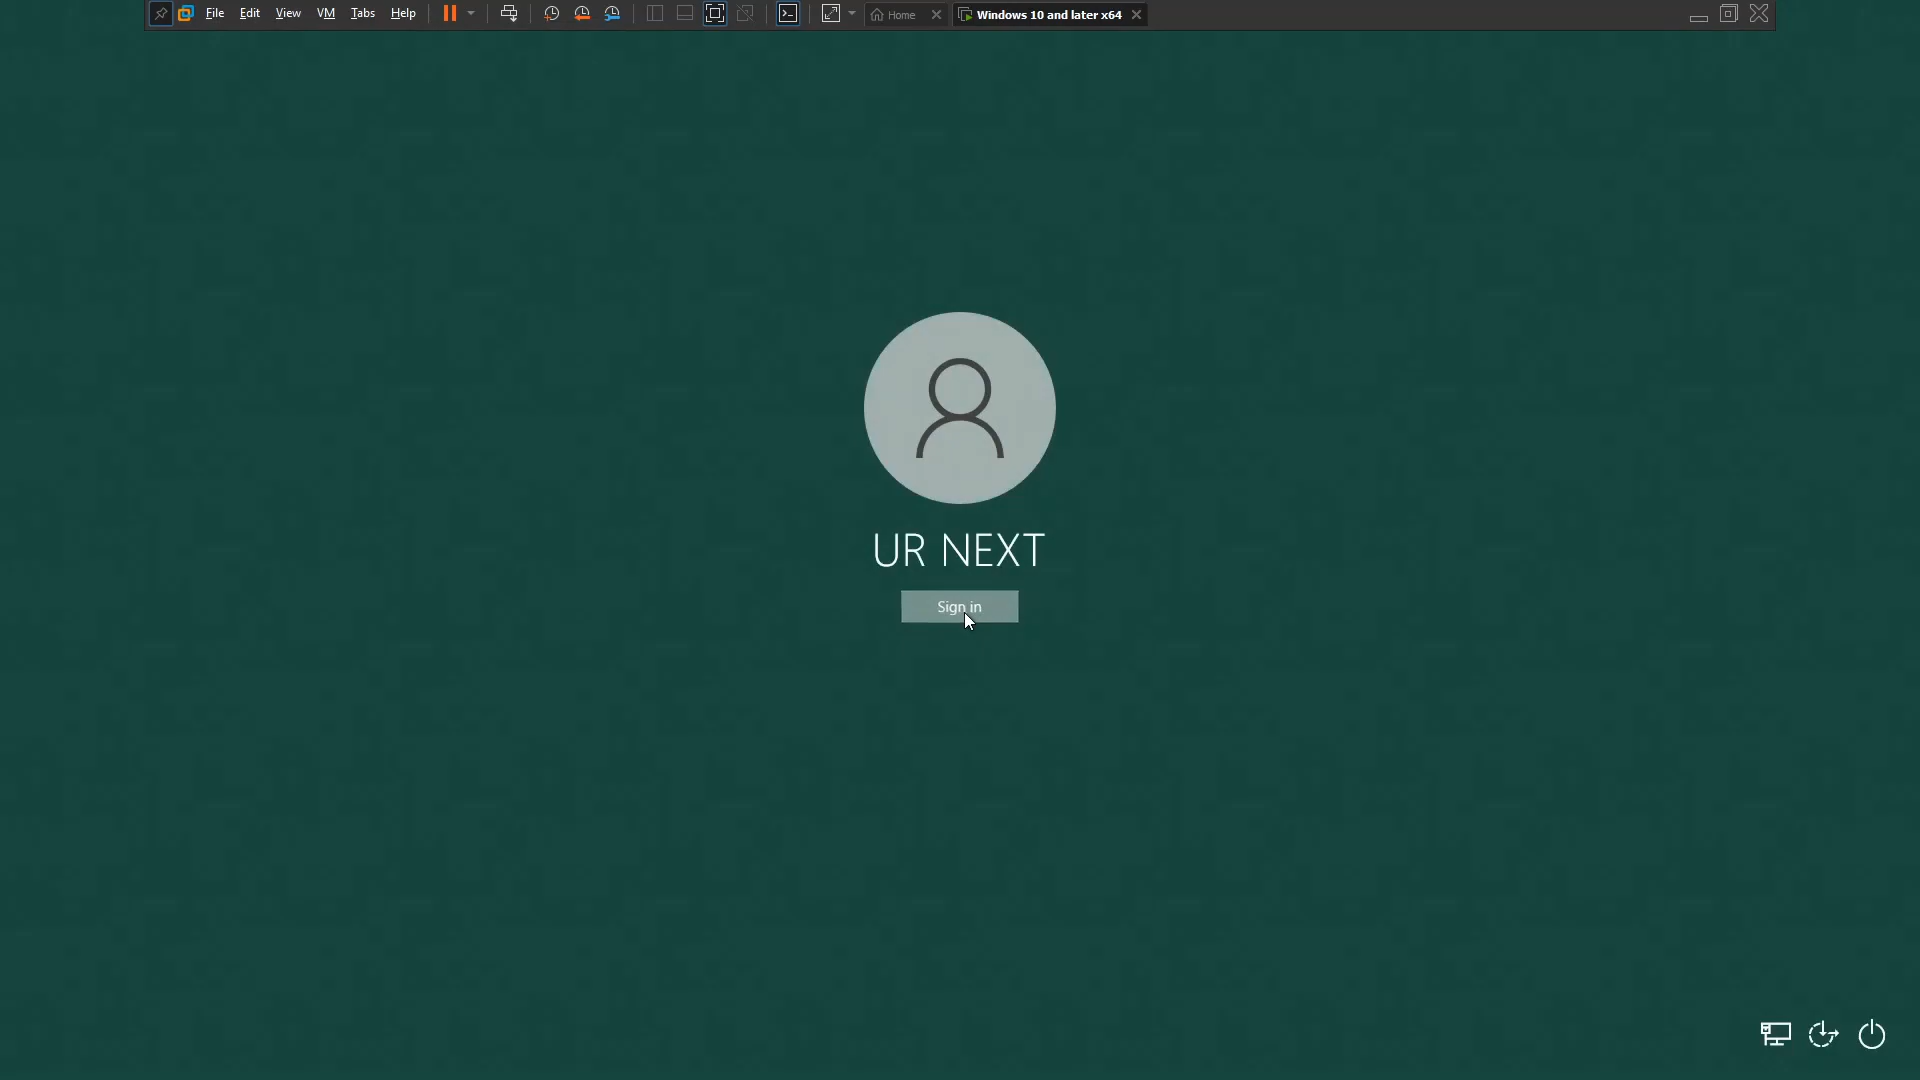 File Edit View VM Tabs Help Home Windows 10 and later x64
UR NEXT
Sign in